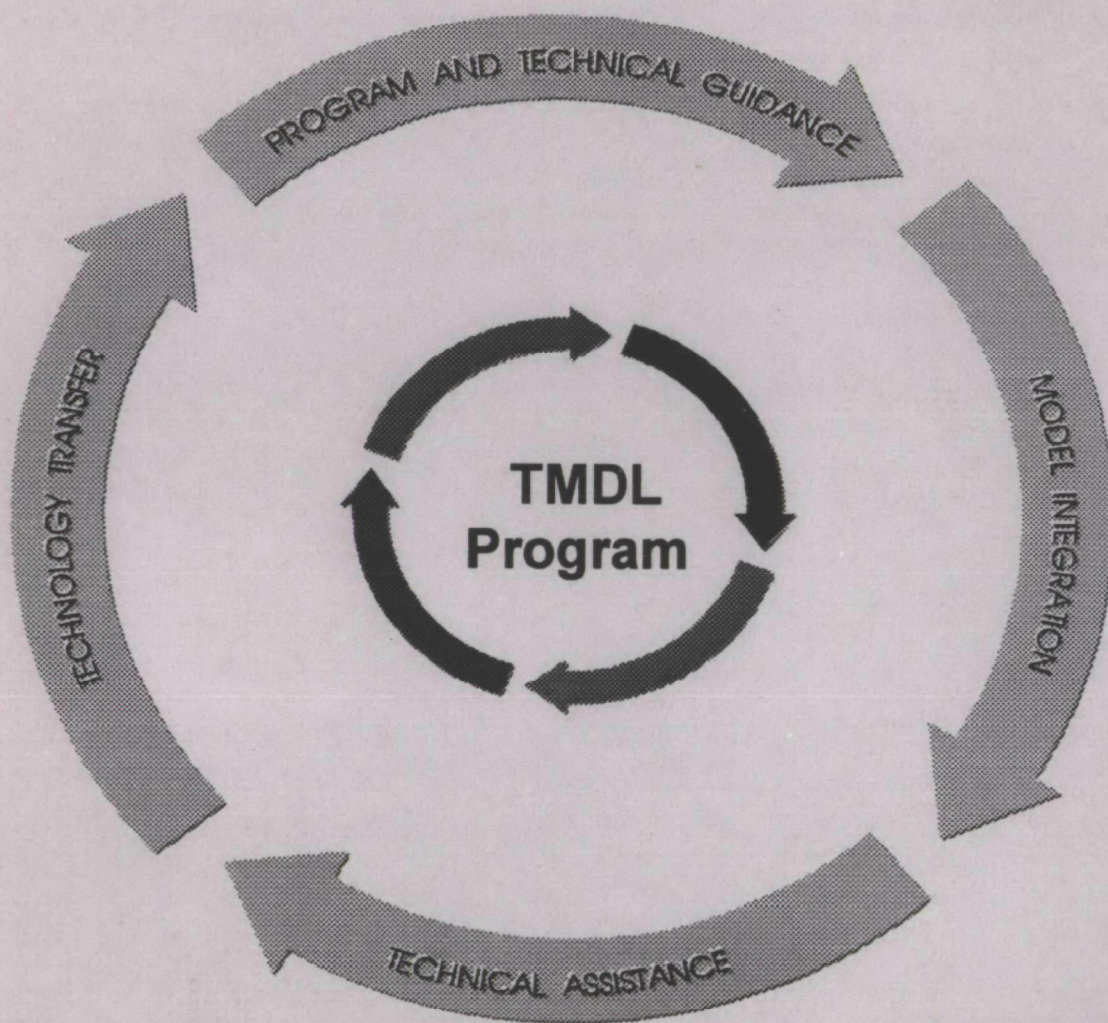 PROGRAM AND TECHNICAL GUIDANCE
MODEL INTEGRATION
TECHNICAL ASSISTANCE
TECHNOLOGY TRANSFER
TMDL
Program